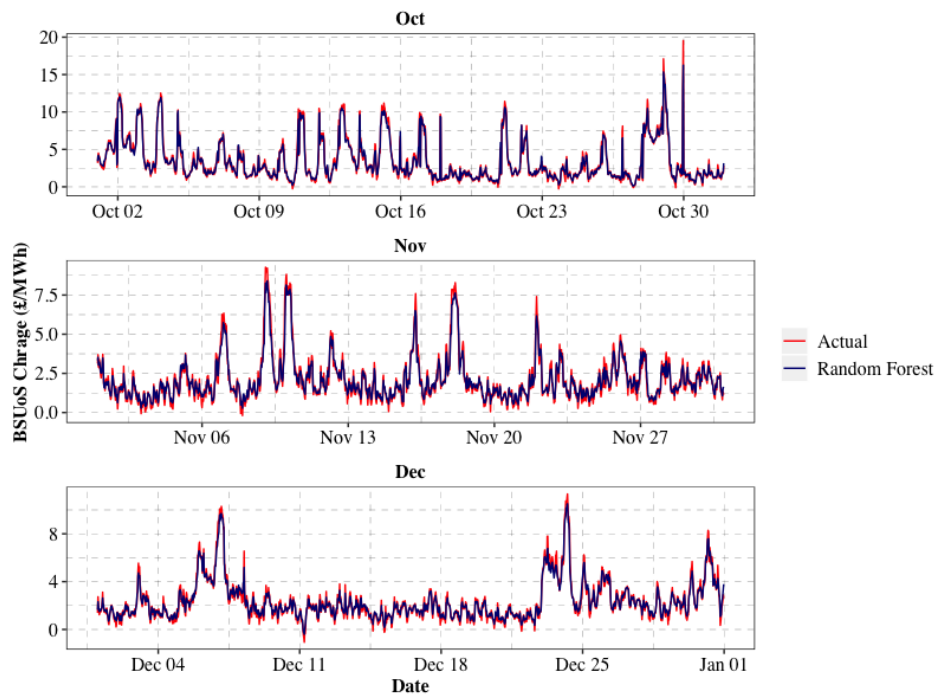 Oct
20
15
10
5
0
Oct 02 Oct 09 Oct 16 Oct 23 Oct 30
Nov
BSUoS Chrage (£/MWh)
7.5
5.0
2.5
0.0
Nov 06 Nov 13 Nov 20 Nov 27
Actual
Random Forest
Dec
8
4
0
Dec 04 Dec 11 Dec 18 Dec 25 Jan 01
Date